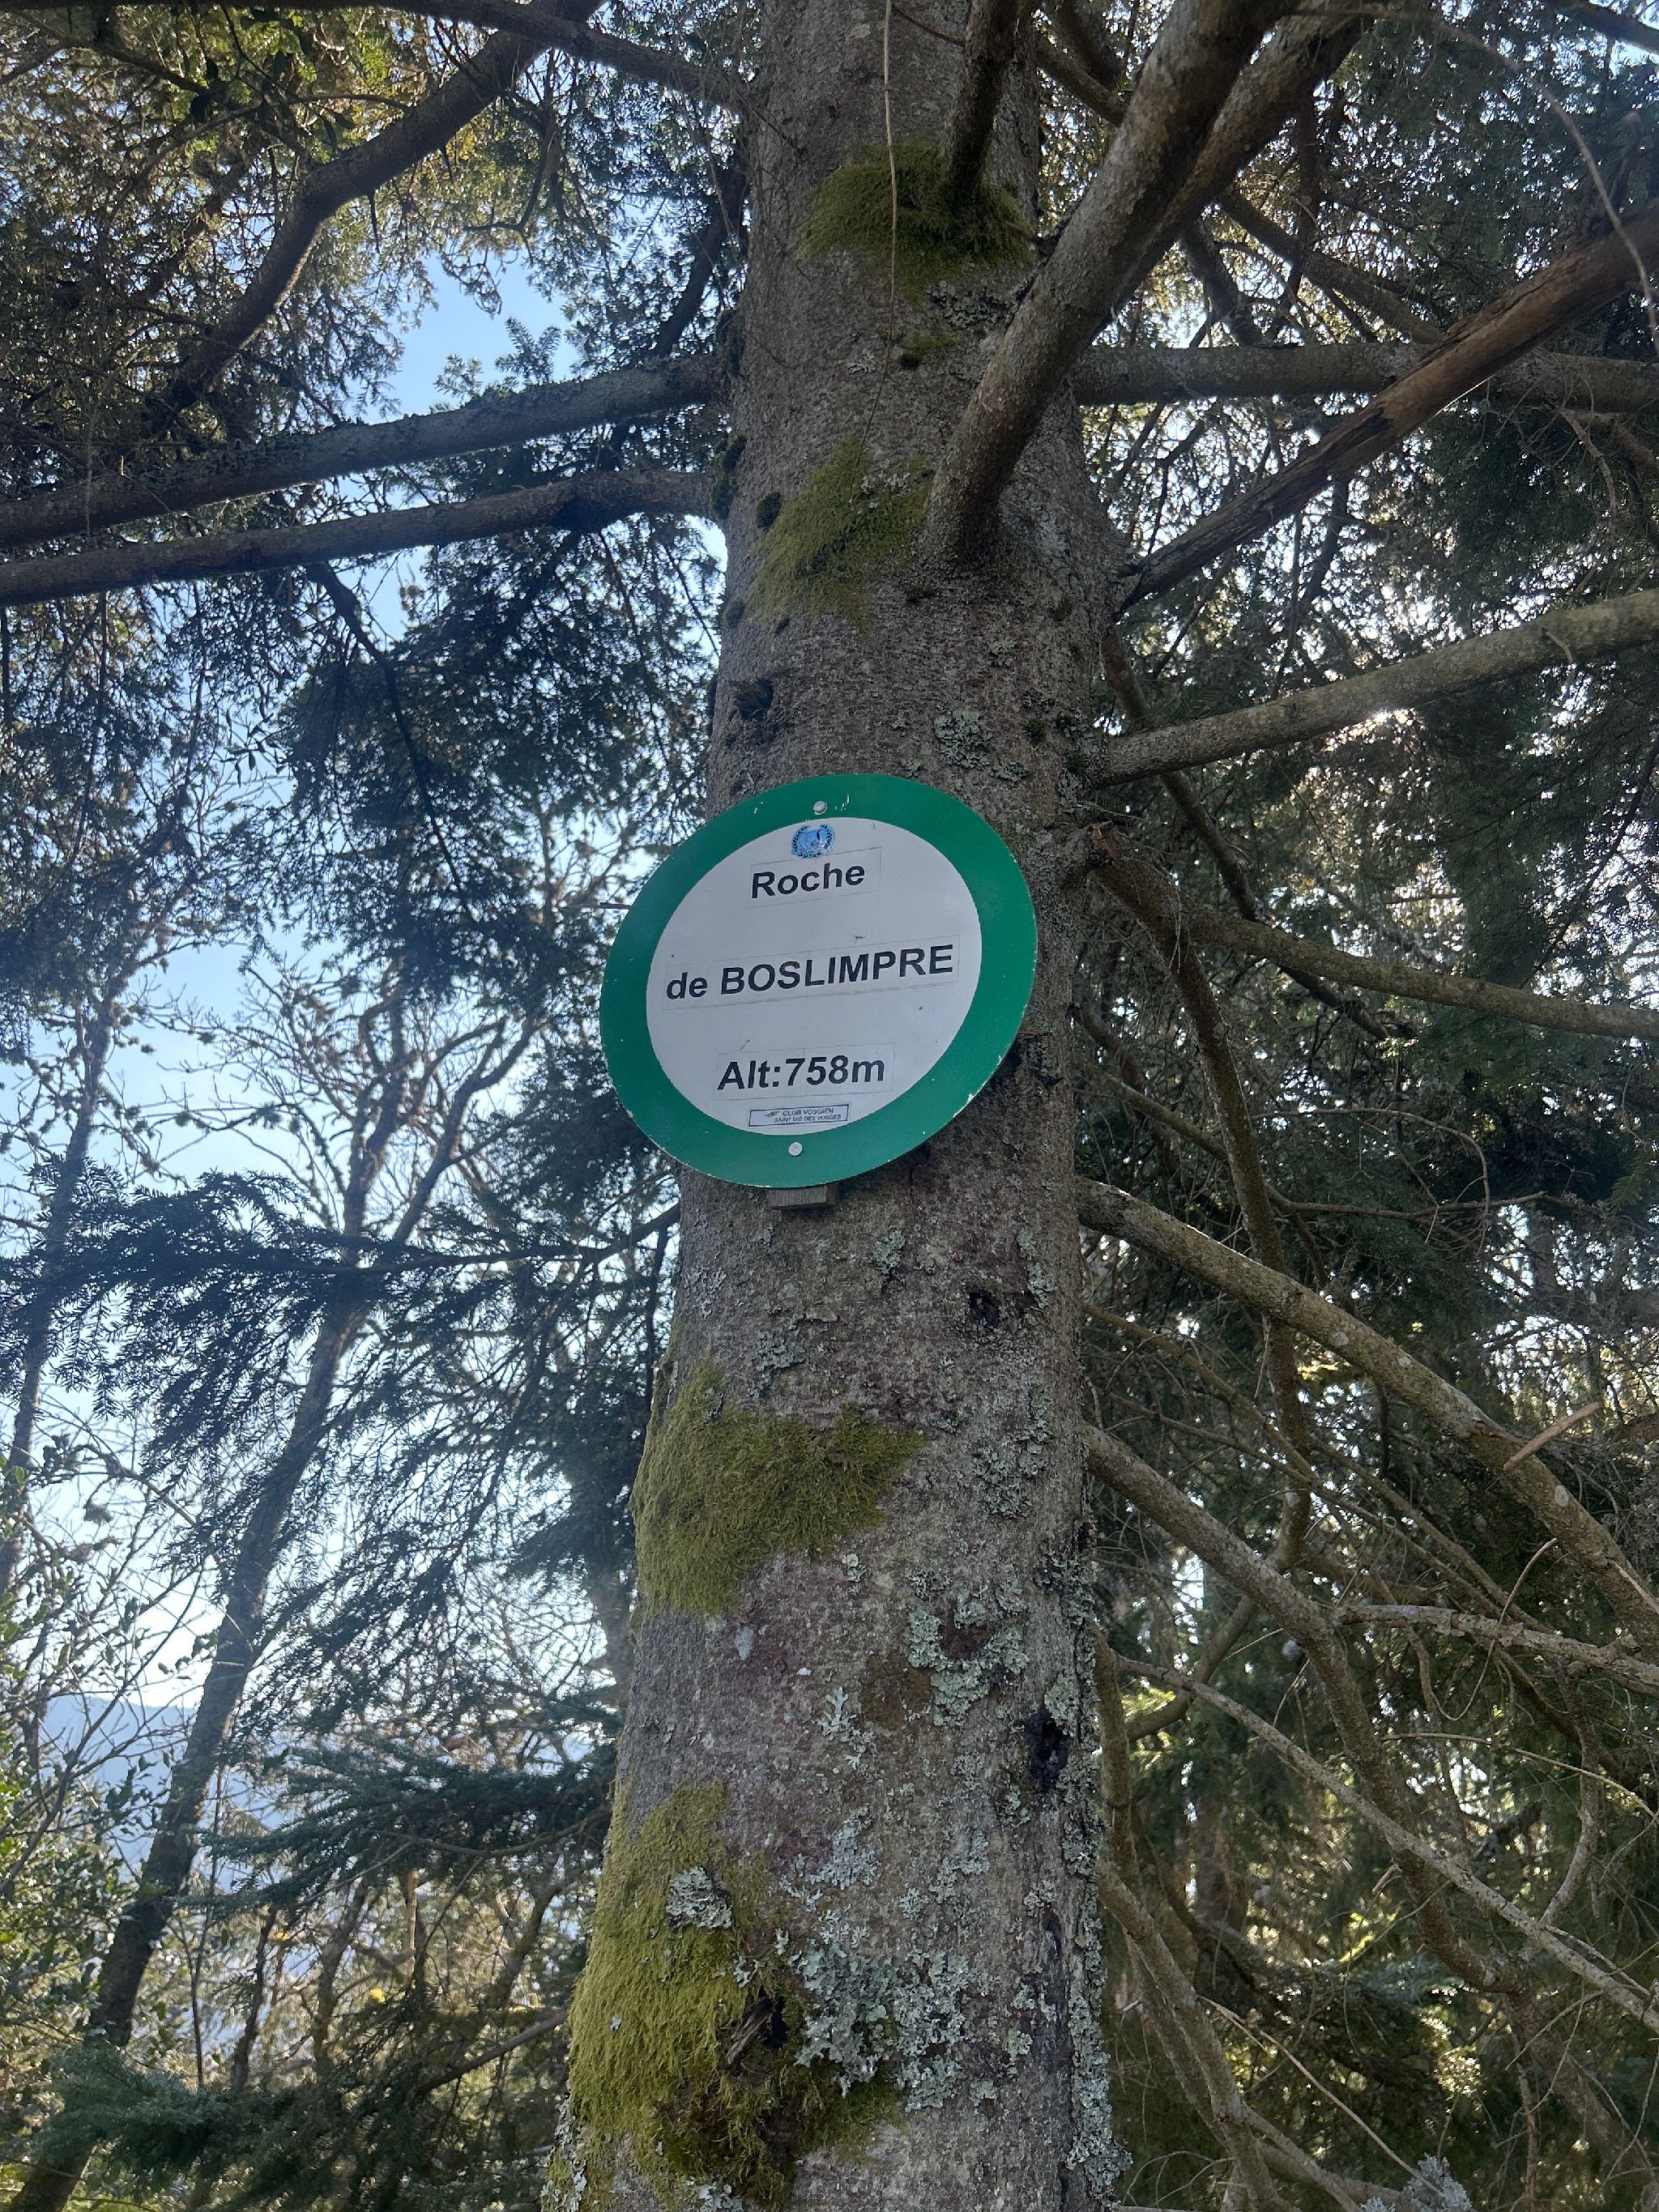 Roche
de BOSLIMPRE
Alt:758m
CLUB VOSGIEN
SAINT DIE DES VOSGES